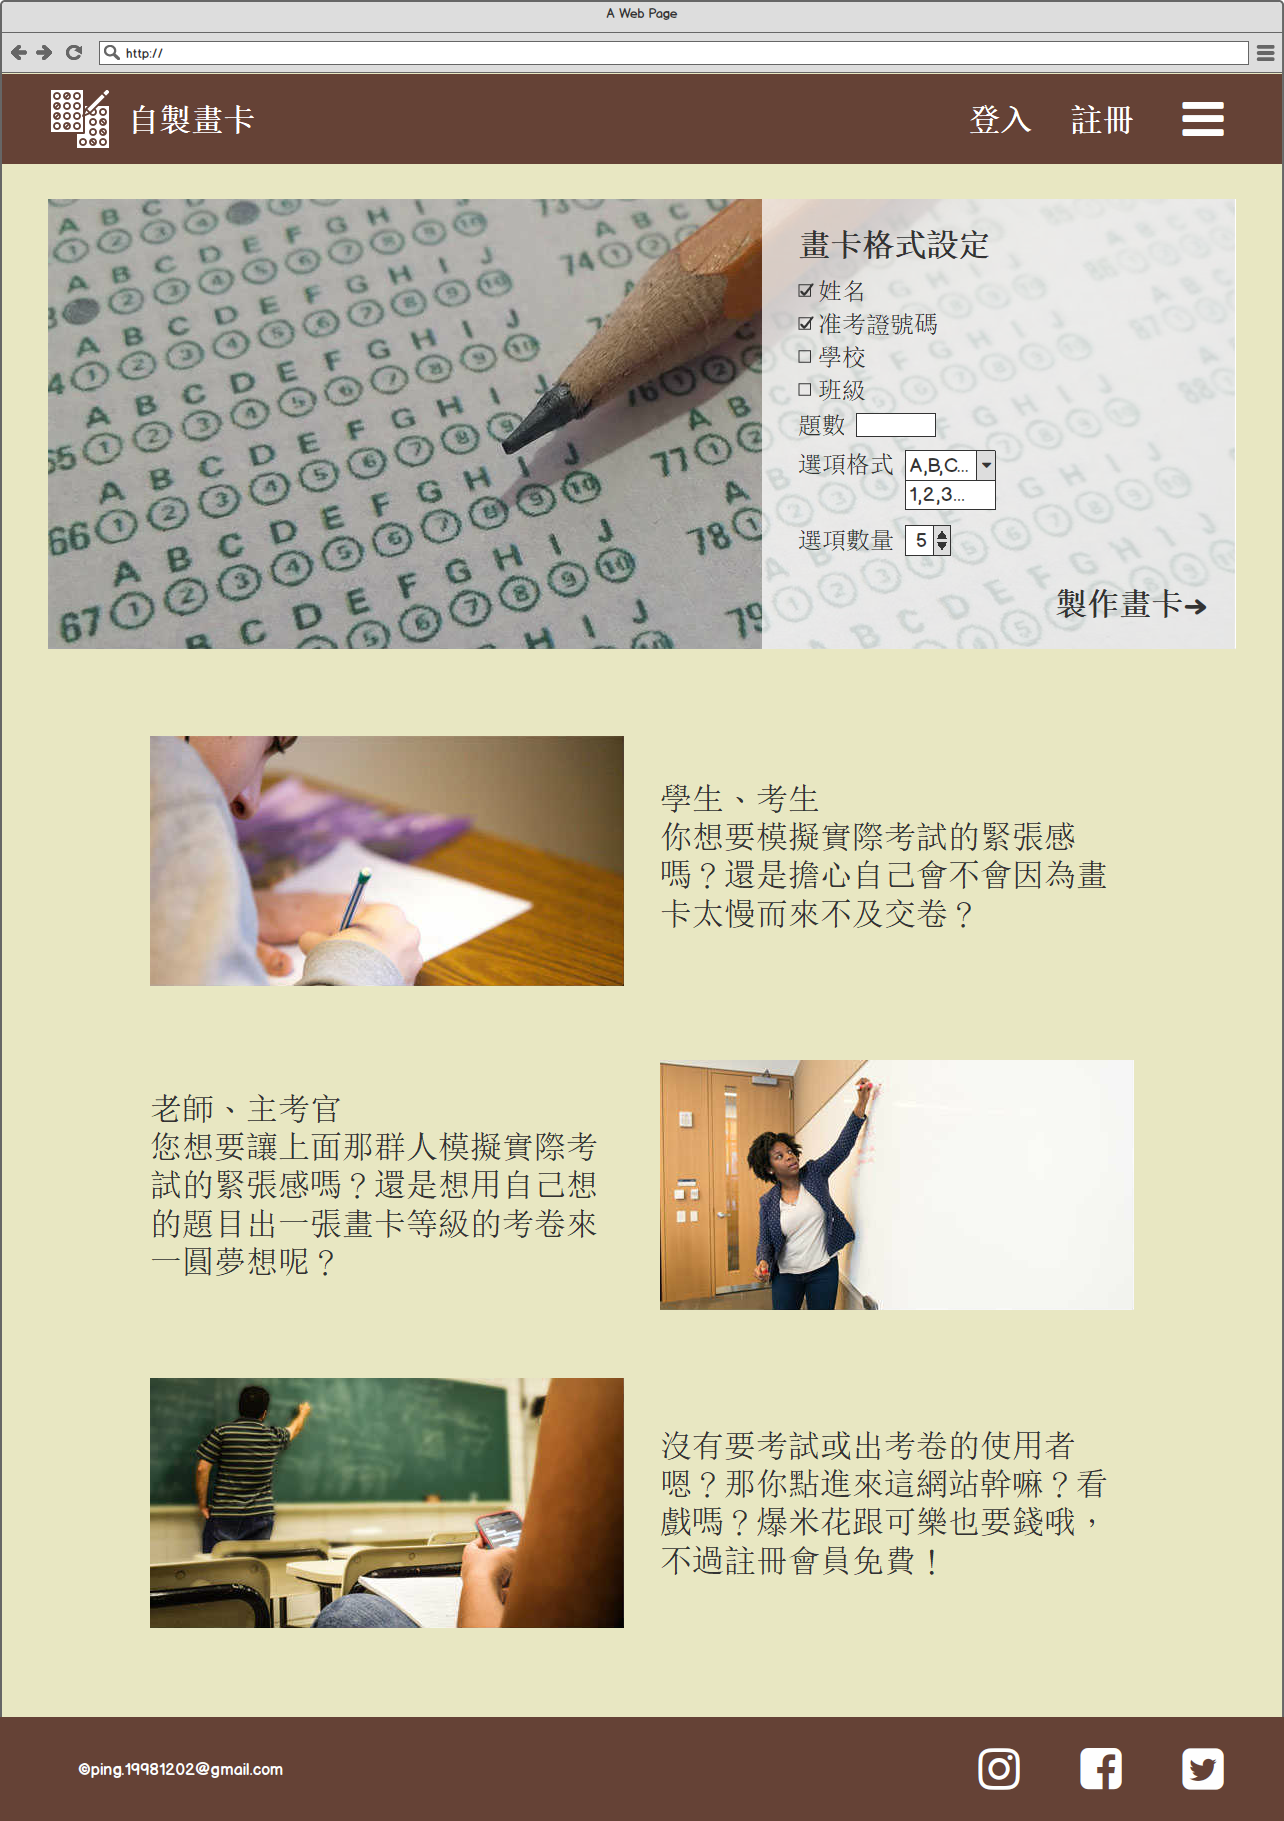 A Web Page
http://
自製畫卡
登入
註冊
畫卡格式設定
姓名
准考證號碼
學校
班級
題數
選項格式 A,B,C...
1,2,3...
選項數量 5
製作畫卡
學生、考生
你想要模擬實際考試的緊張感
嗎？還是擔心自己會不會因為畫
卡太慢而來不及交卷？
老師、主考官
您想要讓上面那群人模擬實際考
試的緊張感嗎？還是想用自己想
的題目出一張畫卡等級的考卷來
一圓夢想呢？
沒有要考試或出考卷的使用者
嗯？那你點進來這網站幹嘛？看
戲嗎？爆米花跟可樂也要錢哦，
不過註冊會員免費！
©ping.19981202@gmail.com